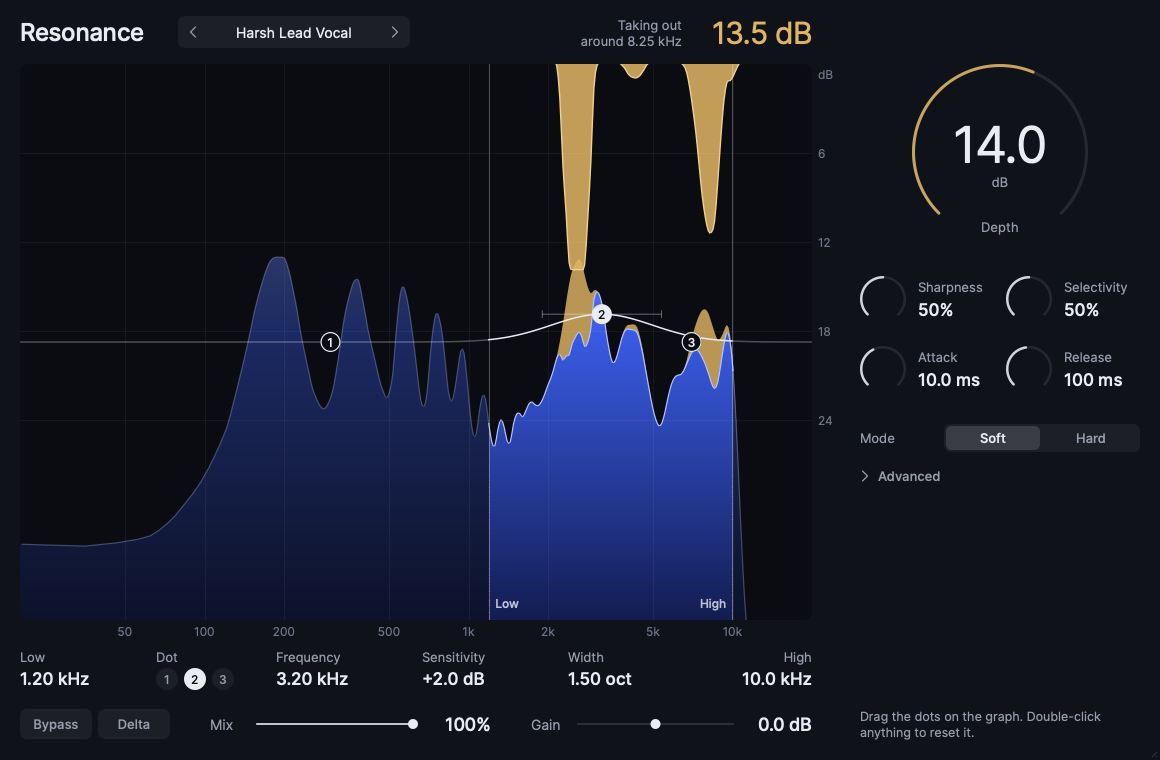 Resonance
Harsh Lead Vocal
Taking out
around 8.25 kHz
13.5 dB
dB
6
12
18
24
1
2
3
Low
High
50
100
200
500
1k
2k
5k
10k
14.0
dB
Depth
Sharpness
50%
Selectivity
50%
Attack
10.0 ms
Release
100 ms
Mode
Soft
Hard
Advanced
Low
1.20 kHz
Dot
1 2 3
Frequency
3.20 kHz
Sensitivity
+2.0 dB
Width
1.50 oct
High
10.0 kHz
Bypass
Delta
Mix
100%
Gain
0.0 dB
Drag the dots on the graph. Double-click
anything to reset it.